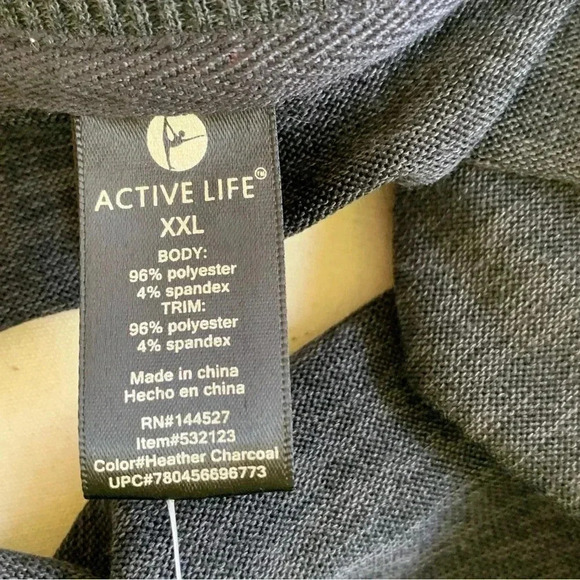 ACTIVE LIFE®
XXL
BODY:
96% polyester
4% spandex
TRIM:
96% polyester
4% spandex
Made in china
Hecho en china
RN#144527
Item#532123
Color#Heather Charcoal
UPC#780456696773